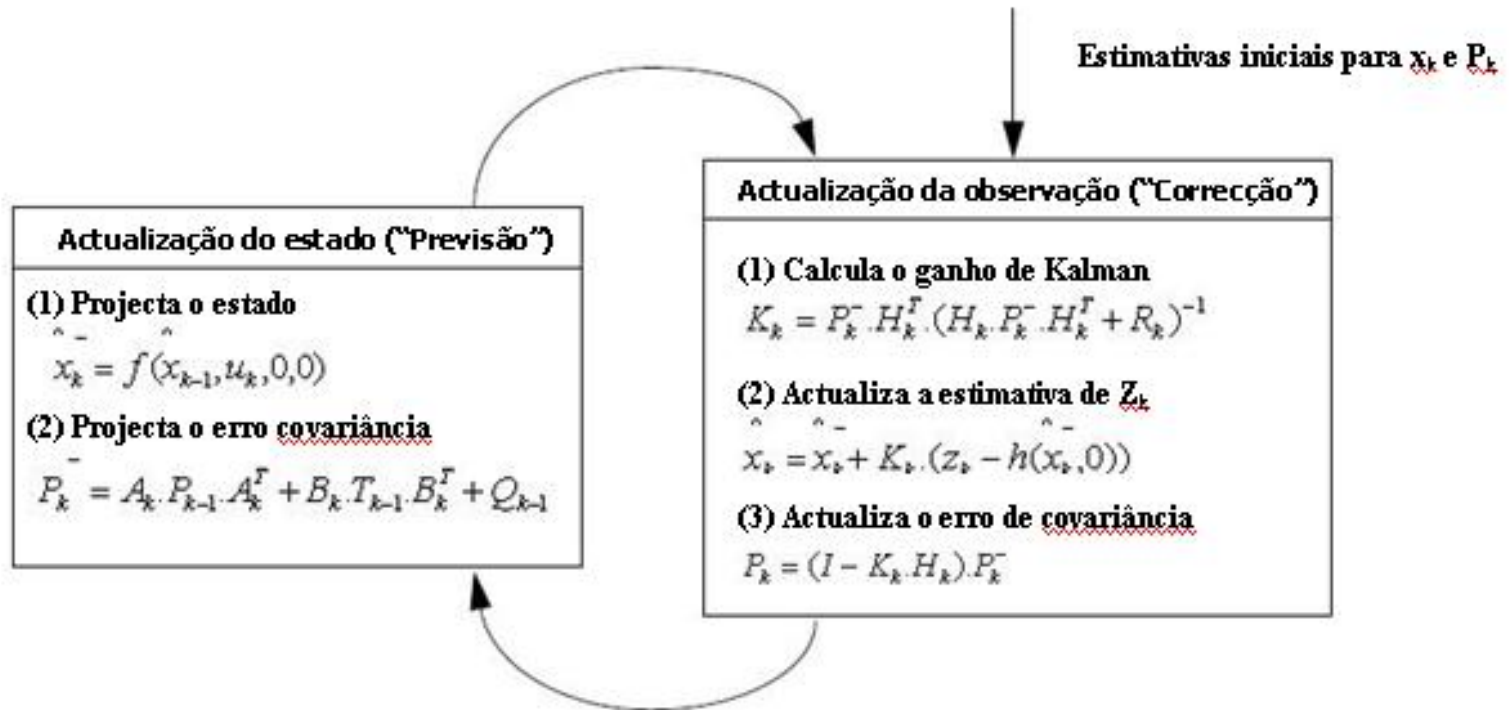 Estimativas iniciais para xₖ e Pₖ
Actualização do estado (“Previsão”)
(1) Projecta o estado
x̂ₖ⁻ = f(x̂ₖ₋₁,uₖ,0,0)
(2) Projecta o erro covariância
Pₖ⁻ = Aₖ.Pₖ₋₁.Aₖᵀ + Bₖ.Tₖ₋₁.Bₖᵀ + Qₖ₋₁
Actualização da observação (“Correcção”)
(1) Calcula o ganho de Kalman
Kₖ = Pₖ⁻.Hₖᵀ.(Hₖ.Pₖ⁻.Hₖᵀ + Rₖ)⁻¹
(2) Actualiza a estimativa de Zₖ
x̂ₖ = x̂ₖ⁻ + Kₖ.(zₖ − h(x̂ₖ⁻,0))
(3) Actualiza o erro de covariância
Pₖ = (I − Kₖ.Hₖ).Pₖ⁻